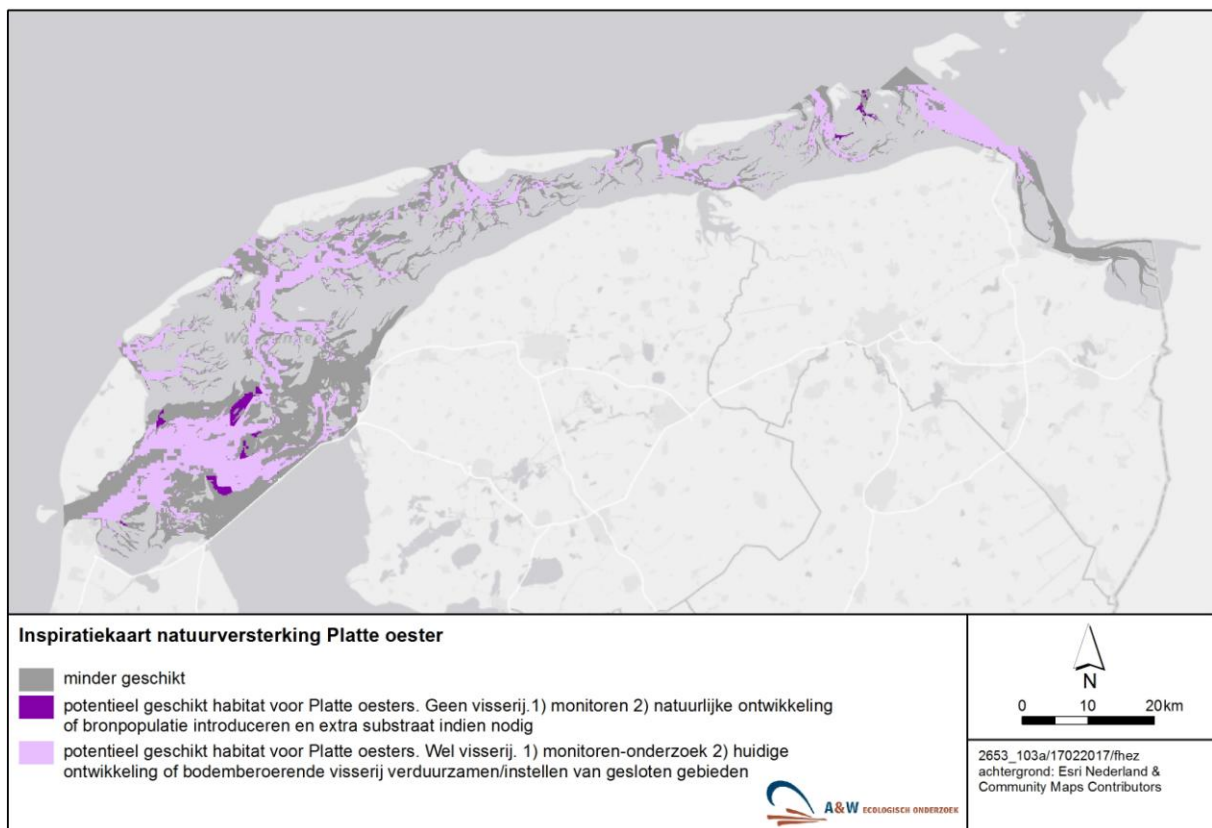 Inspiratiekaart natuurversterking Platte oester
minder geschikt
potentieel geschikt habitat voor Platte oesters. Geen visserij.1) monitoren 2) natuurlijke ontwikkeling
of bronpopulatie introduceren en extra substraat indien nodig
potentieel geschikt habitat voor Platte oesters. Wel visserij. 1) monitoren-onderzoek 2) huidige
ontwikkeling of bodemberoerende visserij verduurzamen/instellen van gesloten gebieden
A&W ECOLOGISCH ONDERZOEK
N
0 10 20km
2653_103a/17022017/fhez
achtergrond: Esri Nederland &
Community Maps Contributors